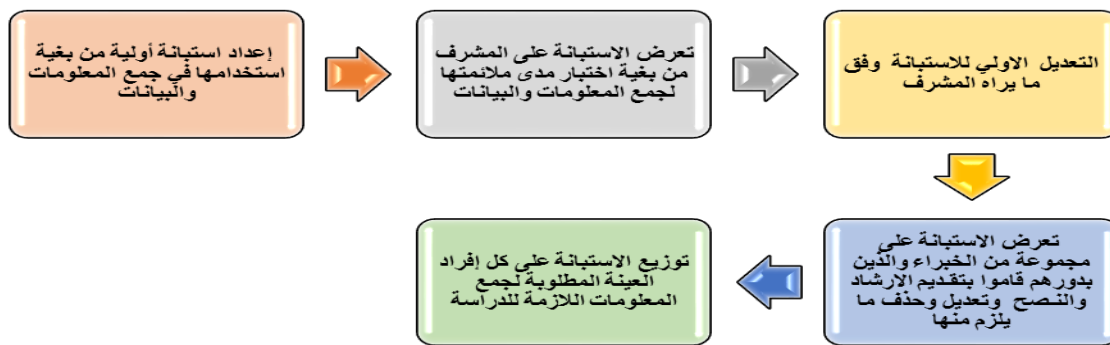 إعداد استبانة أولية من بغية
استخدامها في جمع المعلومات
والبيانات
تعرض الاستبانة على المشرف
من بغية اختبار مدى ملائمتها
لجمع المعلومات والبيانات
التعديل الاولي للاستبانة وفق
ما يراه المشرف
تعرض الاستبانة على
مجموعة من الخبراء والذين
بدورهم قاموا بتقديم الارشاد
والنصح وتعديل وحذف ما
يلزم منها
توزيع الاستبانة على كل إفراد
العينة المطلوبة لجمع
المعلومات اللازمة للدراسة